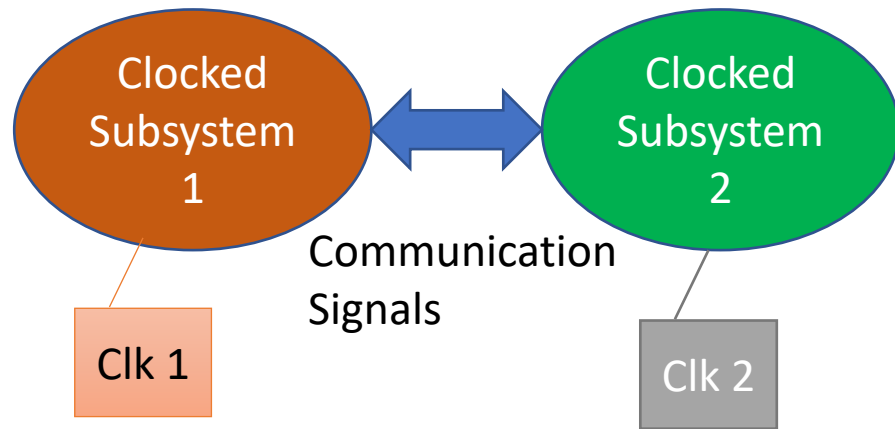 Clocked
Subsystem
1
Clocked
Subsystem
2
Communication
Signals
Clk 1
Clk 2